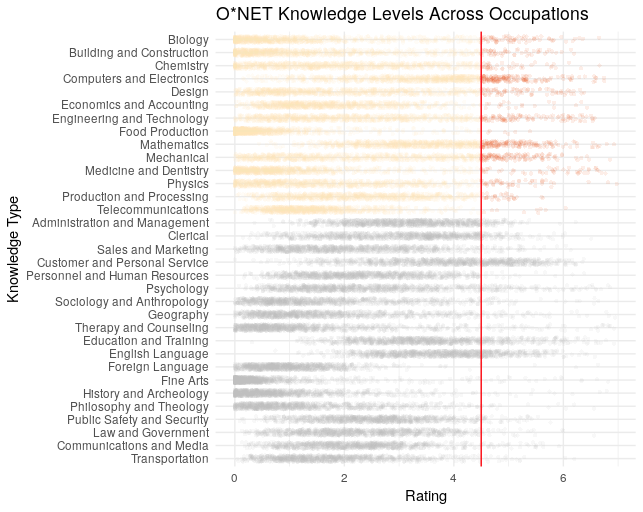 O*NET Knowledge Levels Across Occupations
Biology
Building and Construction
Chemistry
Computers and Electronics
Design
Economics and Accounting
Engineering and Technology
Food Production
Mathematics
Mechanical
Medicine and Dentistry
Physics
Production and Processing
Telecommunications
Administration and Management
Clerical
Sales and Marketing
Customer and Personal Service
Personnel and Human Resources
Psychology
Sociology and Anthropology
Geography
Therapy and Counseling
Education and Training
English Language
Foreign Language
Fine Arts
History and Archeology
Philosophy and Theology
Public Safety and Security
Law and Government
Communications and Media
Transportation
Knowledge Type
0 2 4 6
Rating